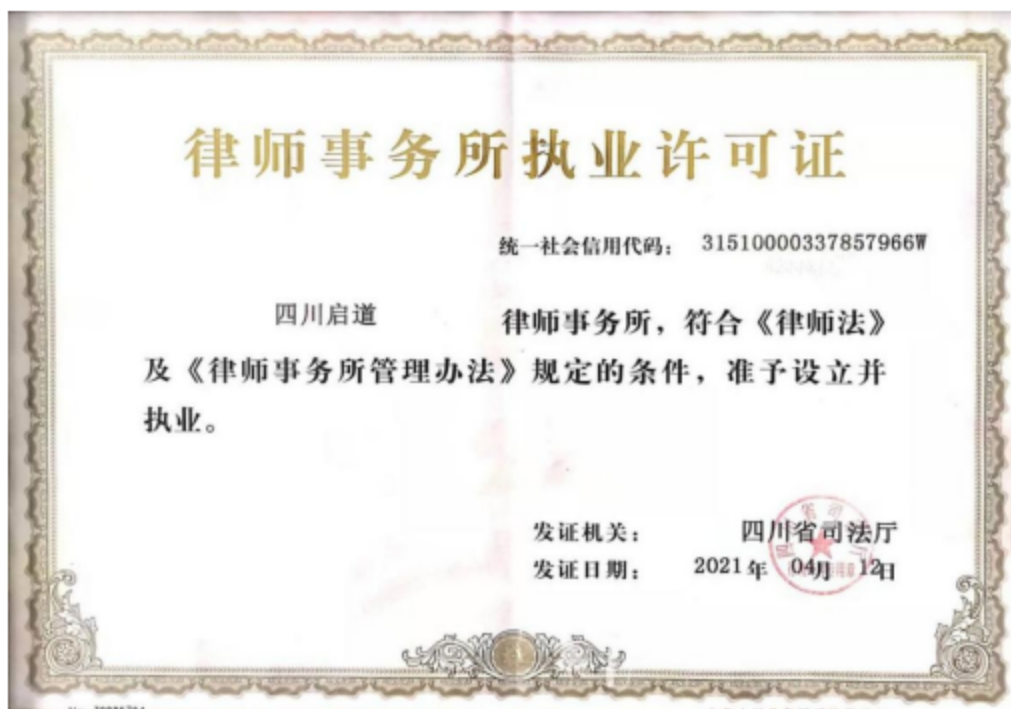 律师事务所执业许可证
统一社会信用代码: 31510000337857966W
四川启道 律师事务所，符合《律师法》
及《律师事务所管理办法》规定的条件，准予设立并
执业。
发证机关: 四川省司法厅
发证日期: 2021年 04月 12日